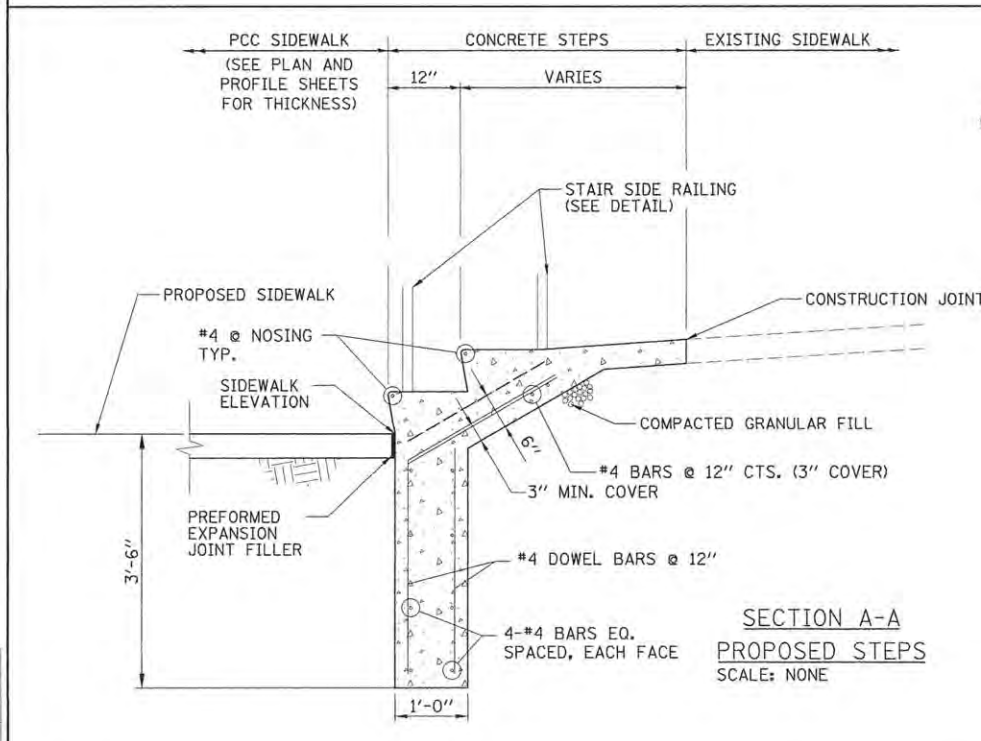 PCC SIDEWALK
(SEE PLAN AND
PROFILE SHEETS
FOR THICKNESS)
CONCRETE STEPS
EXISTING SIDEWALK
12"
VARIES
STAIR SIDE RAILING
(SEE DETAIL)
PROPOSED SIDEWALK
CONSTRUCTION JOINT
#4 @ NOSING
TYP.
SIDEWALK
ELEVATION
COMPACTED GRANULAR FILL
6"
#4 BARS @ 12" CTS. (3" COVER)
3" MIN. COVER
PREFORMED
EXPANSION
JOINT FILLER
3'-6"
#4 DOWEL BARS @ 12"
4-#4 BARS EQ.
SPACED, EACH FACE
1'-0"
SECTION A-A
PROPOSED STEPS
SCALE: NONE